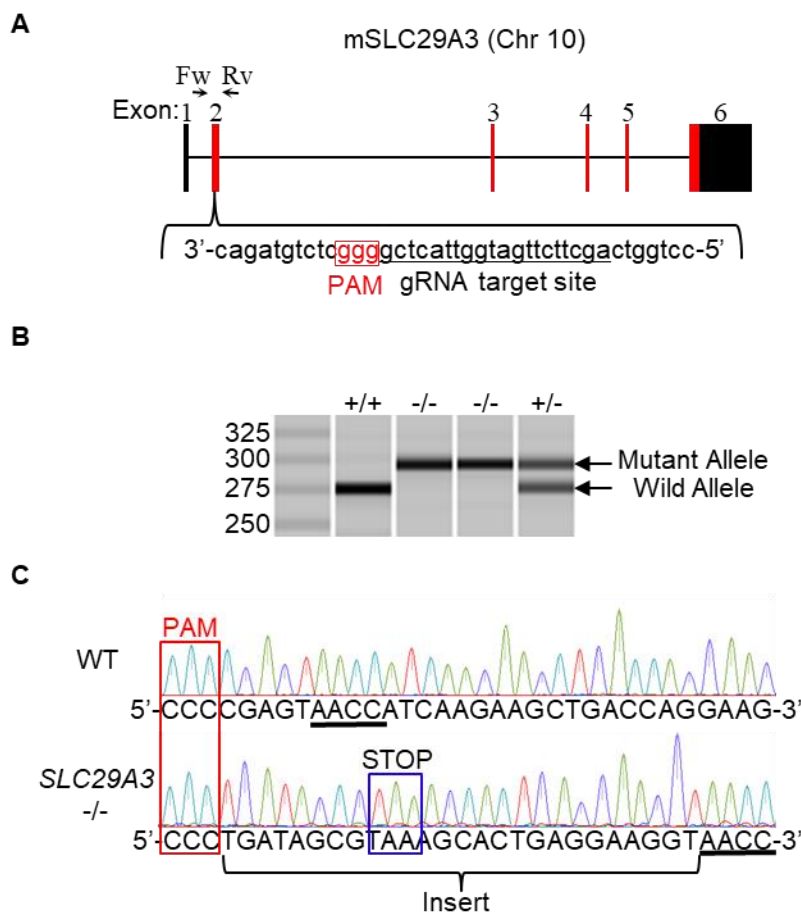 A
mSLC29A3 (Chr 10)
Fw Rv
Exon: 1 2 3 4 5 6
3’-cagatgtctcggggctcattggtagttcttcgactggtcc-5’
PAM gRNA target site
B
+/+ -/- -/- +/-
325
300
275
250
Mutant Allele
Wild Allele
C
PAM
WT
5’-CCCCGAGTAACCATCAAGAAGCTGACCAGGAAG-3’
STOP
SLC29A3
-/-
5’-CCCTGATAGCGTAAAGCACTGAGGAAGGTAACC-3’
Insert